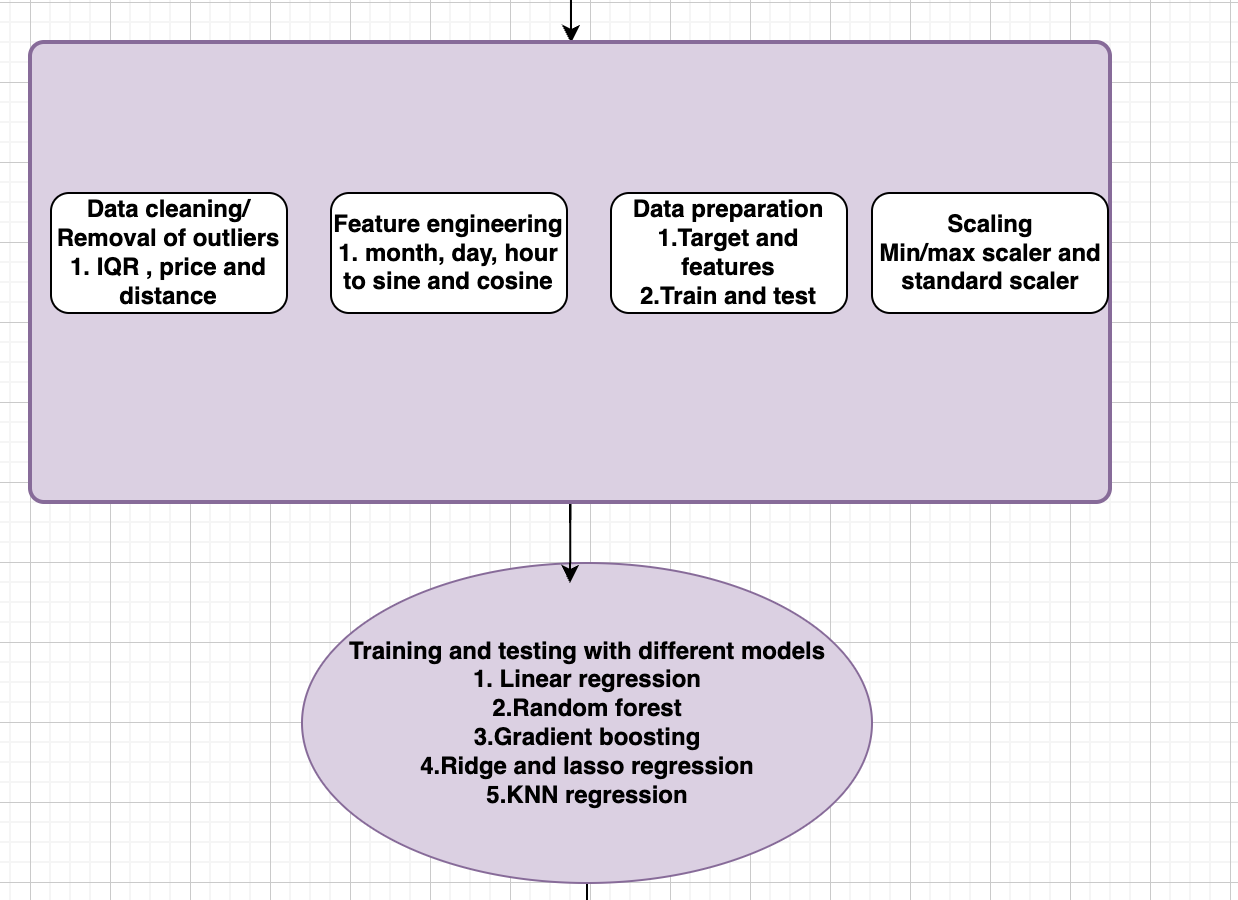 Data cleaning/
Removal of outliers
1. IQR , price and
distance
Feature engineering
1. month, day, hour
to sine and cosine
Data preparation
1.Target and
features
2.Train and test
Scaling
Min/max scaler and
standard scaler
Training and testing with different models
1. Linear regression
2.Random forest
3.Gradient boosting
4.Ridge and lasso regression
5.KNN regression